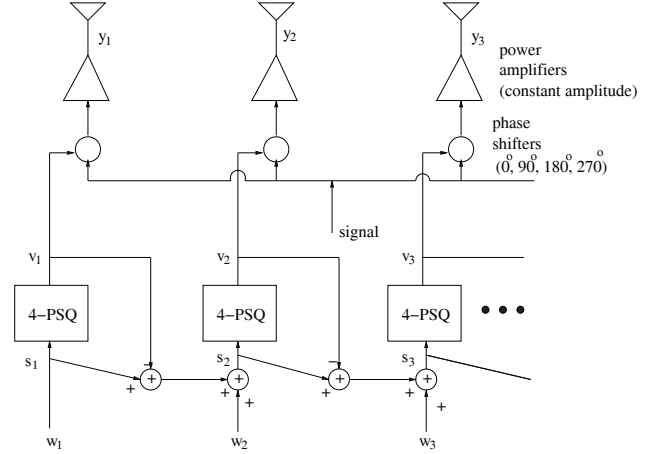 y1 y2 y3
power
amplifiers
(constant amplitude)
phase
shifters
(0°, 90°, 180°, 270°)
signal
v1 v2 v3
4−PSQ 4−PSQ 4−PSQ
s1 − s2 − s3
+ + + + + + +
+ + +
w1 w2 w3